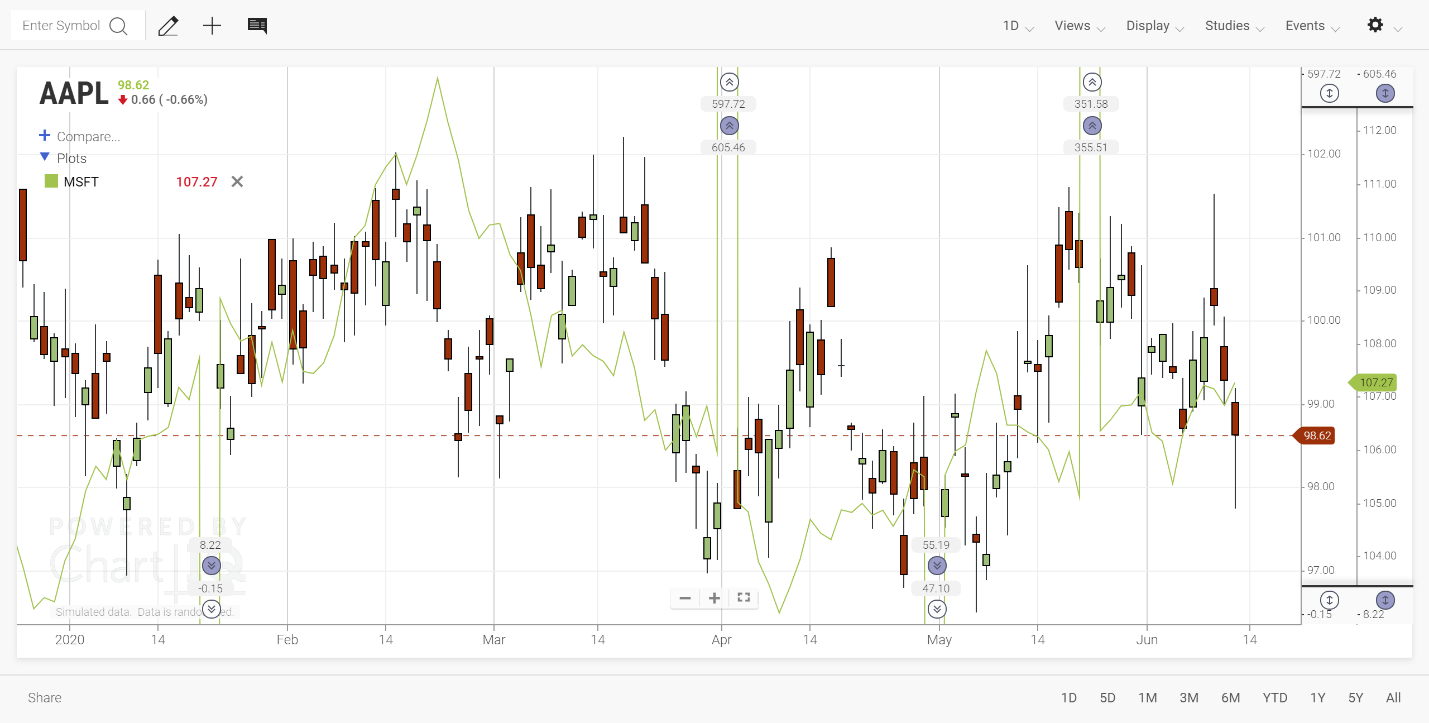 Enter Symbol
1D
Views
Display
Studies
Events
AAPL
98.62
0.66 ( -0.66%)
Compare...
Plots
MSFT 107.27
597.72
605.46
351.58
355.51
597.72
605.46
112.00
102.00
111.00
101.00
110.00
109.00
100.00
108.00
107.27
107.00
99.00
98.62
106.00
98.00
105.00
104.00
97.00
-0.15
8.22
POWERED BY
Chart IQ
8.22
-0.15
55.19
47.10
Simulated data. Data is
2020 14 Feb 14 Mar 14 Apr 14 May 14 Jun 14
Share
1D 5D 1M 3M 6M YTD 1Y 5Y All